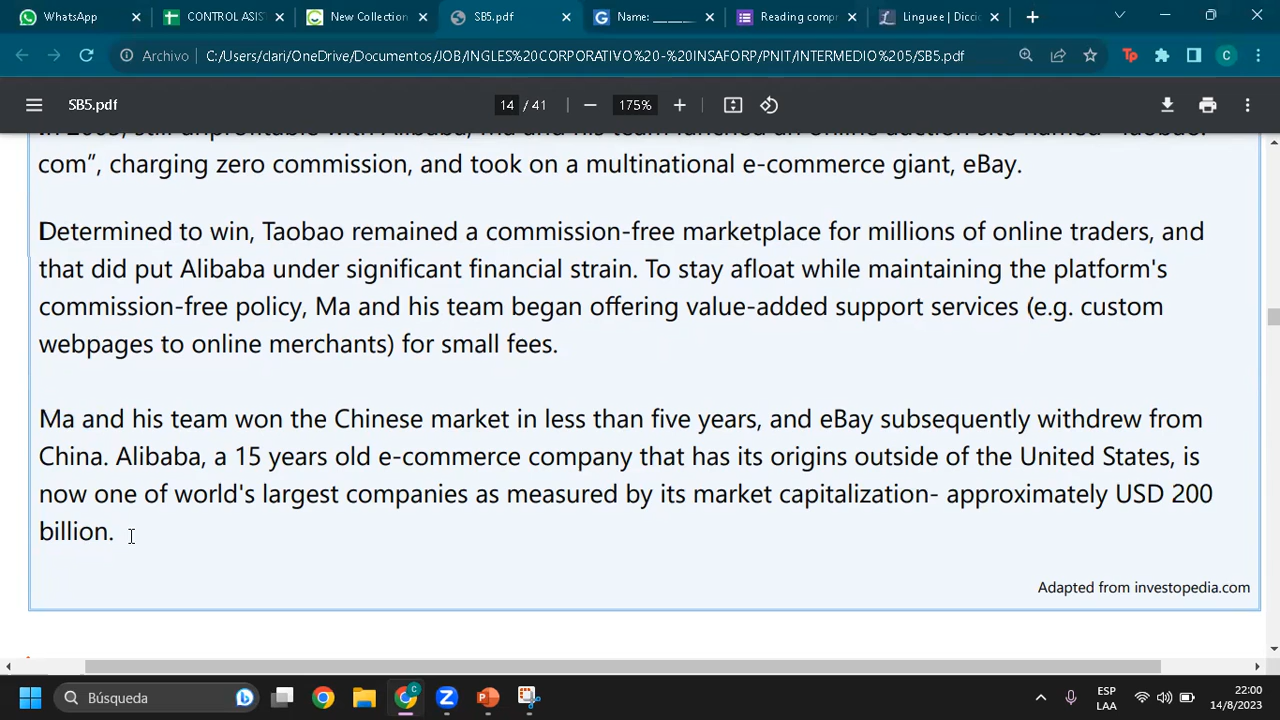 WhatsApp
CONTROL ASIS
New Collection
SB5.pdf
Name: ______
Reading compr
Linguee | Dicci
Archivo
C:/Users/clari/OneDrive/Documentos/JOB/INGLES%20CORPORATIVO%20-%20INSAFORP/PNIT/INTERMEDIO%205/SB5.pdf
C
SB5.pdf
14 / 41
175%
com”, charging zero commission, and took on a multinational e-commerce giant, eBay.
Determined to win, Taobao remained a commission-free marketplace for millions of online traders, and
that did put Alibaba under significant financial strain. To stay afloat while maintaining the platform's
commission-free policy, Ma and his team began offering value-added support services (e.g. custom
webpages to online merchants) for small fees.
Ma and his team won the Chinese market in less than five years, and eBay subsequently withdrew from
China. Alibaba, a 15 years old e-commerce company that has its origins outside of the United States, is
now one of world's largest companies as measured by its market capitalization- approximately USD 200
billion.
Adapted from investopedia.com
Búsqueda
ESP
LAA
22:00
14/8/2023